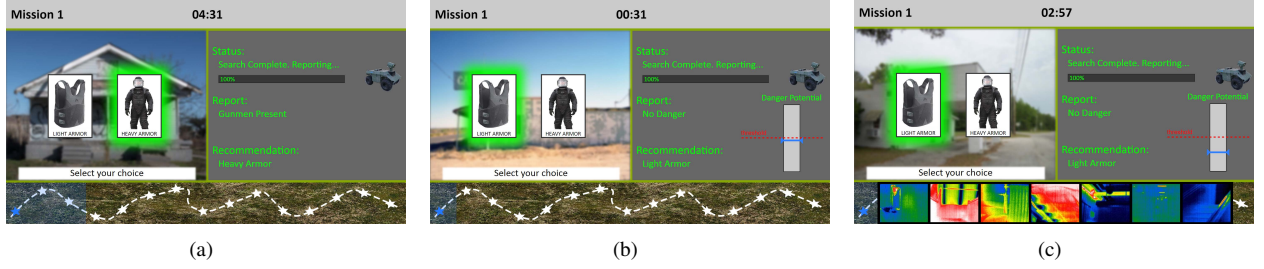 Mission 1
04:31
Status:
Search Complete. Reporting...
100%
LIGHT ARMOR
HEAVY ARMOR
Report:
Gunmen Present
Recommendation:
Heavy Armor
Select your choice
(a)
Mission 1
00:31
Status:
Search Complete. Reporting...
100%
LIGHT ARMOR
HEAVY ARMOR
Report:
No Danger
Danger Potential
Recommendation:
Light Armor
Select your choice
(b)
Mission 1
02:57
Status:
Search Complete. Reporting...
100%
LIGHT ARMOR
HEAVY ARMOR
Report:
No Danger
Danger Potential
Recommendation:
Light Armor
Select your choice
(c)